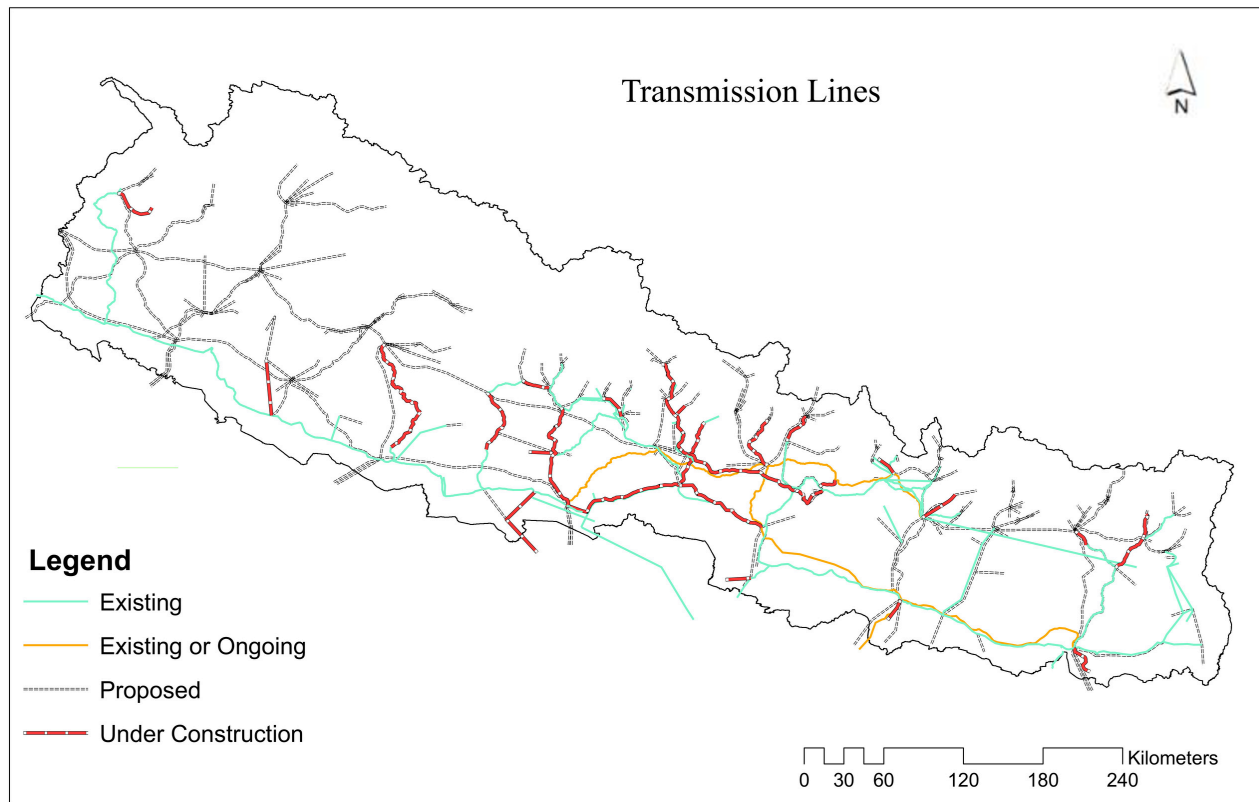 Transmission Lines
N
Legend
Existing
Existing or Ongoing
Proposed
Under Construction
Kilometers
0 30 60 120 180 240